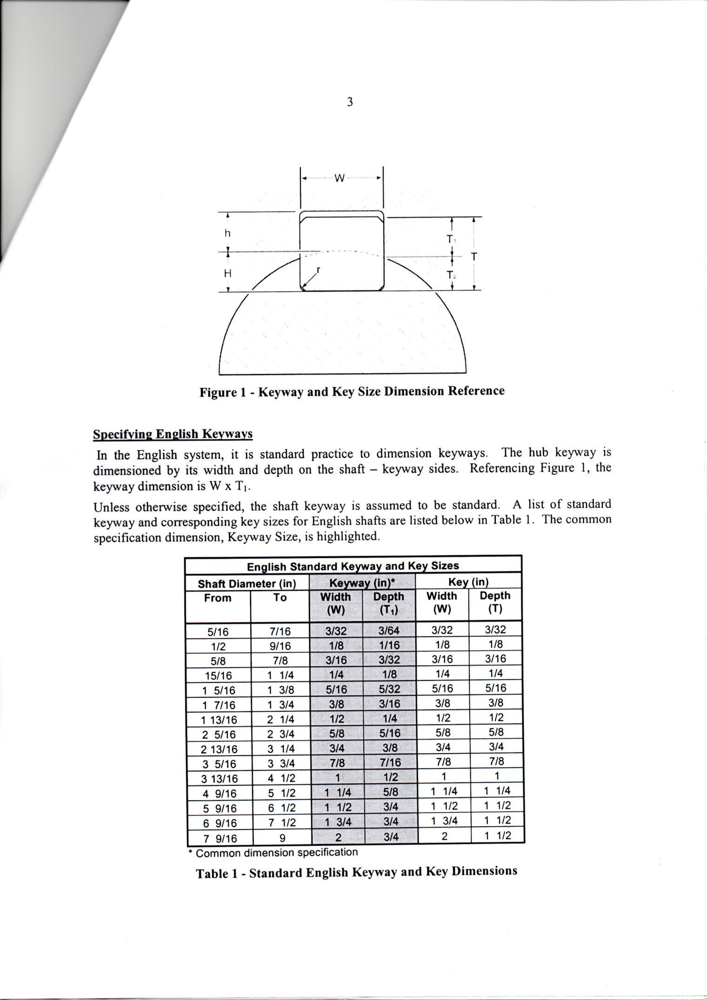 3
W
h
T₁
T
H
r
T₂
Figure 1 - Keyway and Key Size Dimension Reference
Specifying English Keyways
In the English system, it is standard practice to dimension keyways. The hub keyway is
dimensioned by its width and depth on the shaft – keyway sides. Referencing Figure 1, the
keyway dimension is W x T₁.
Unless otherwise specified, the shaft keyway is assumed to be standard. A list of standard
keyway and corresponding key sizes for English shafts are listed below in Table 1. The common
specification dimension, Keyway Size, is highlighted.
English Standard Keyway and Key Sizes
Shaft Diameter (in) Keyway (in)* Key (in)
From To Width Depth Width Depth
(W) (T₁) (W) (T)
5/16 7/16 3/32 3/64 3/32 3/32
1/2 9/16 1/8 1/16 1/8 1/8
5/8 7/8 3/16 3/32 3/16 3/16
15/16 1 1/4 1/4 1/8 1/4 1/4
1 5/16 1 3/8 5/16 5/32 5/16 5/16
1 7/16 1 3/4 3/8 3/16 3/8 3/8
1 13/16 2 1/4 1/2 1/4 1/2 1/2
2 5/16 2 3/4 5/8 5/16 5/8 5/8
2 13/16 3 1/4 3/4 3/8 3/4 3/4
3 5/16 3 3/4 7/8 7/16 7/8 7/8
3 13/16 4 1/2 1 1/2 1 1
4 9/16 5 1/2 1 1/4 5/8 1 1/4 1 1/4
5 9/16 6 1/2 1 1/2 3/4 1 1/2 1 1/2
6 9/16 7 1/2 1 3/4 3/4 1 3/4 1 1/2
7 9/16 9 2 3/4 2 1 1/2
* Common dimension specification
Table 1 - Standard English Keyway and Key Dimensions